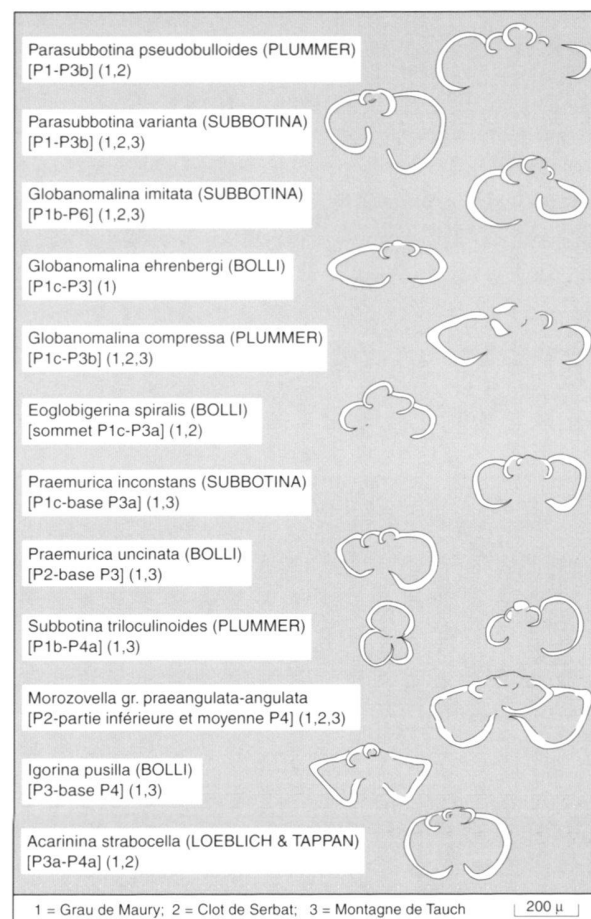 Parasubbotina pseudobulloides (PLUMMER)
[P1-P3b] (1,2)
Parasubbotina varianta (SUBBOTINA)
[P1-P3b] (1,2,3)
Globanomalina imitata (SUBBOTINA)
[P1b-P6] (1,2,3)
Globanomalina ehrenbergi (BOLLI)
[P1c-P3] (1)
Globanomalina compressa (PLUMMER)
[P1c-P3b] (1,2,3)
Eoglobigerina spiralis (BOLLI)
[sommet P1c-P3a] (1,2)
Praemurica inconstans (SUBBOTINA)
[P1c-base P3a] (1,3)
Praemurica uncinata (BOLLI)
[P2-base P3] (1,3)
Subbotina triloculinoides (PLUMMER)
[P1b-P4a] (1,3)
Morozovella gr. praeangulata-angulata
[P2-partie inférieure et moyenne P4] (1,2,3)
Igorina pusilla (BOLLI)
[P3-base P4] (1,3)
Acarinina strabocella (LOEBLICH & TAPPAN)
[P3a-P4a] (1,2)
1 = Grau de Maury; 2 = Clot de Serbat; 3 = Montagne de Tauch 200 µ